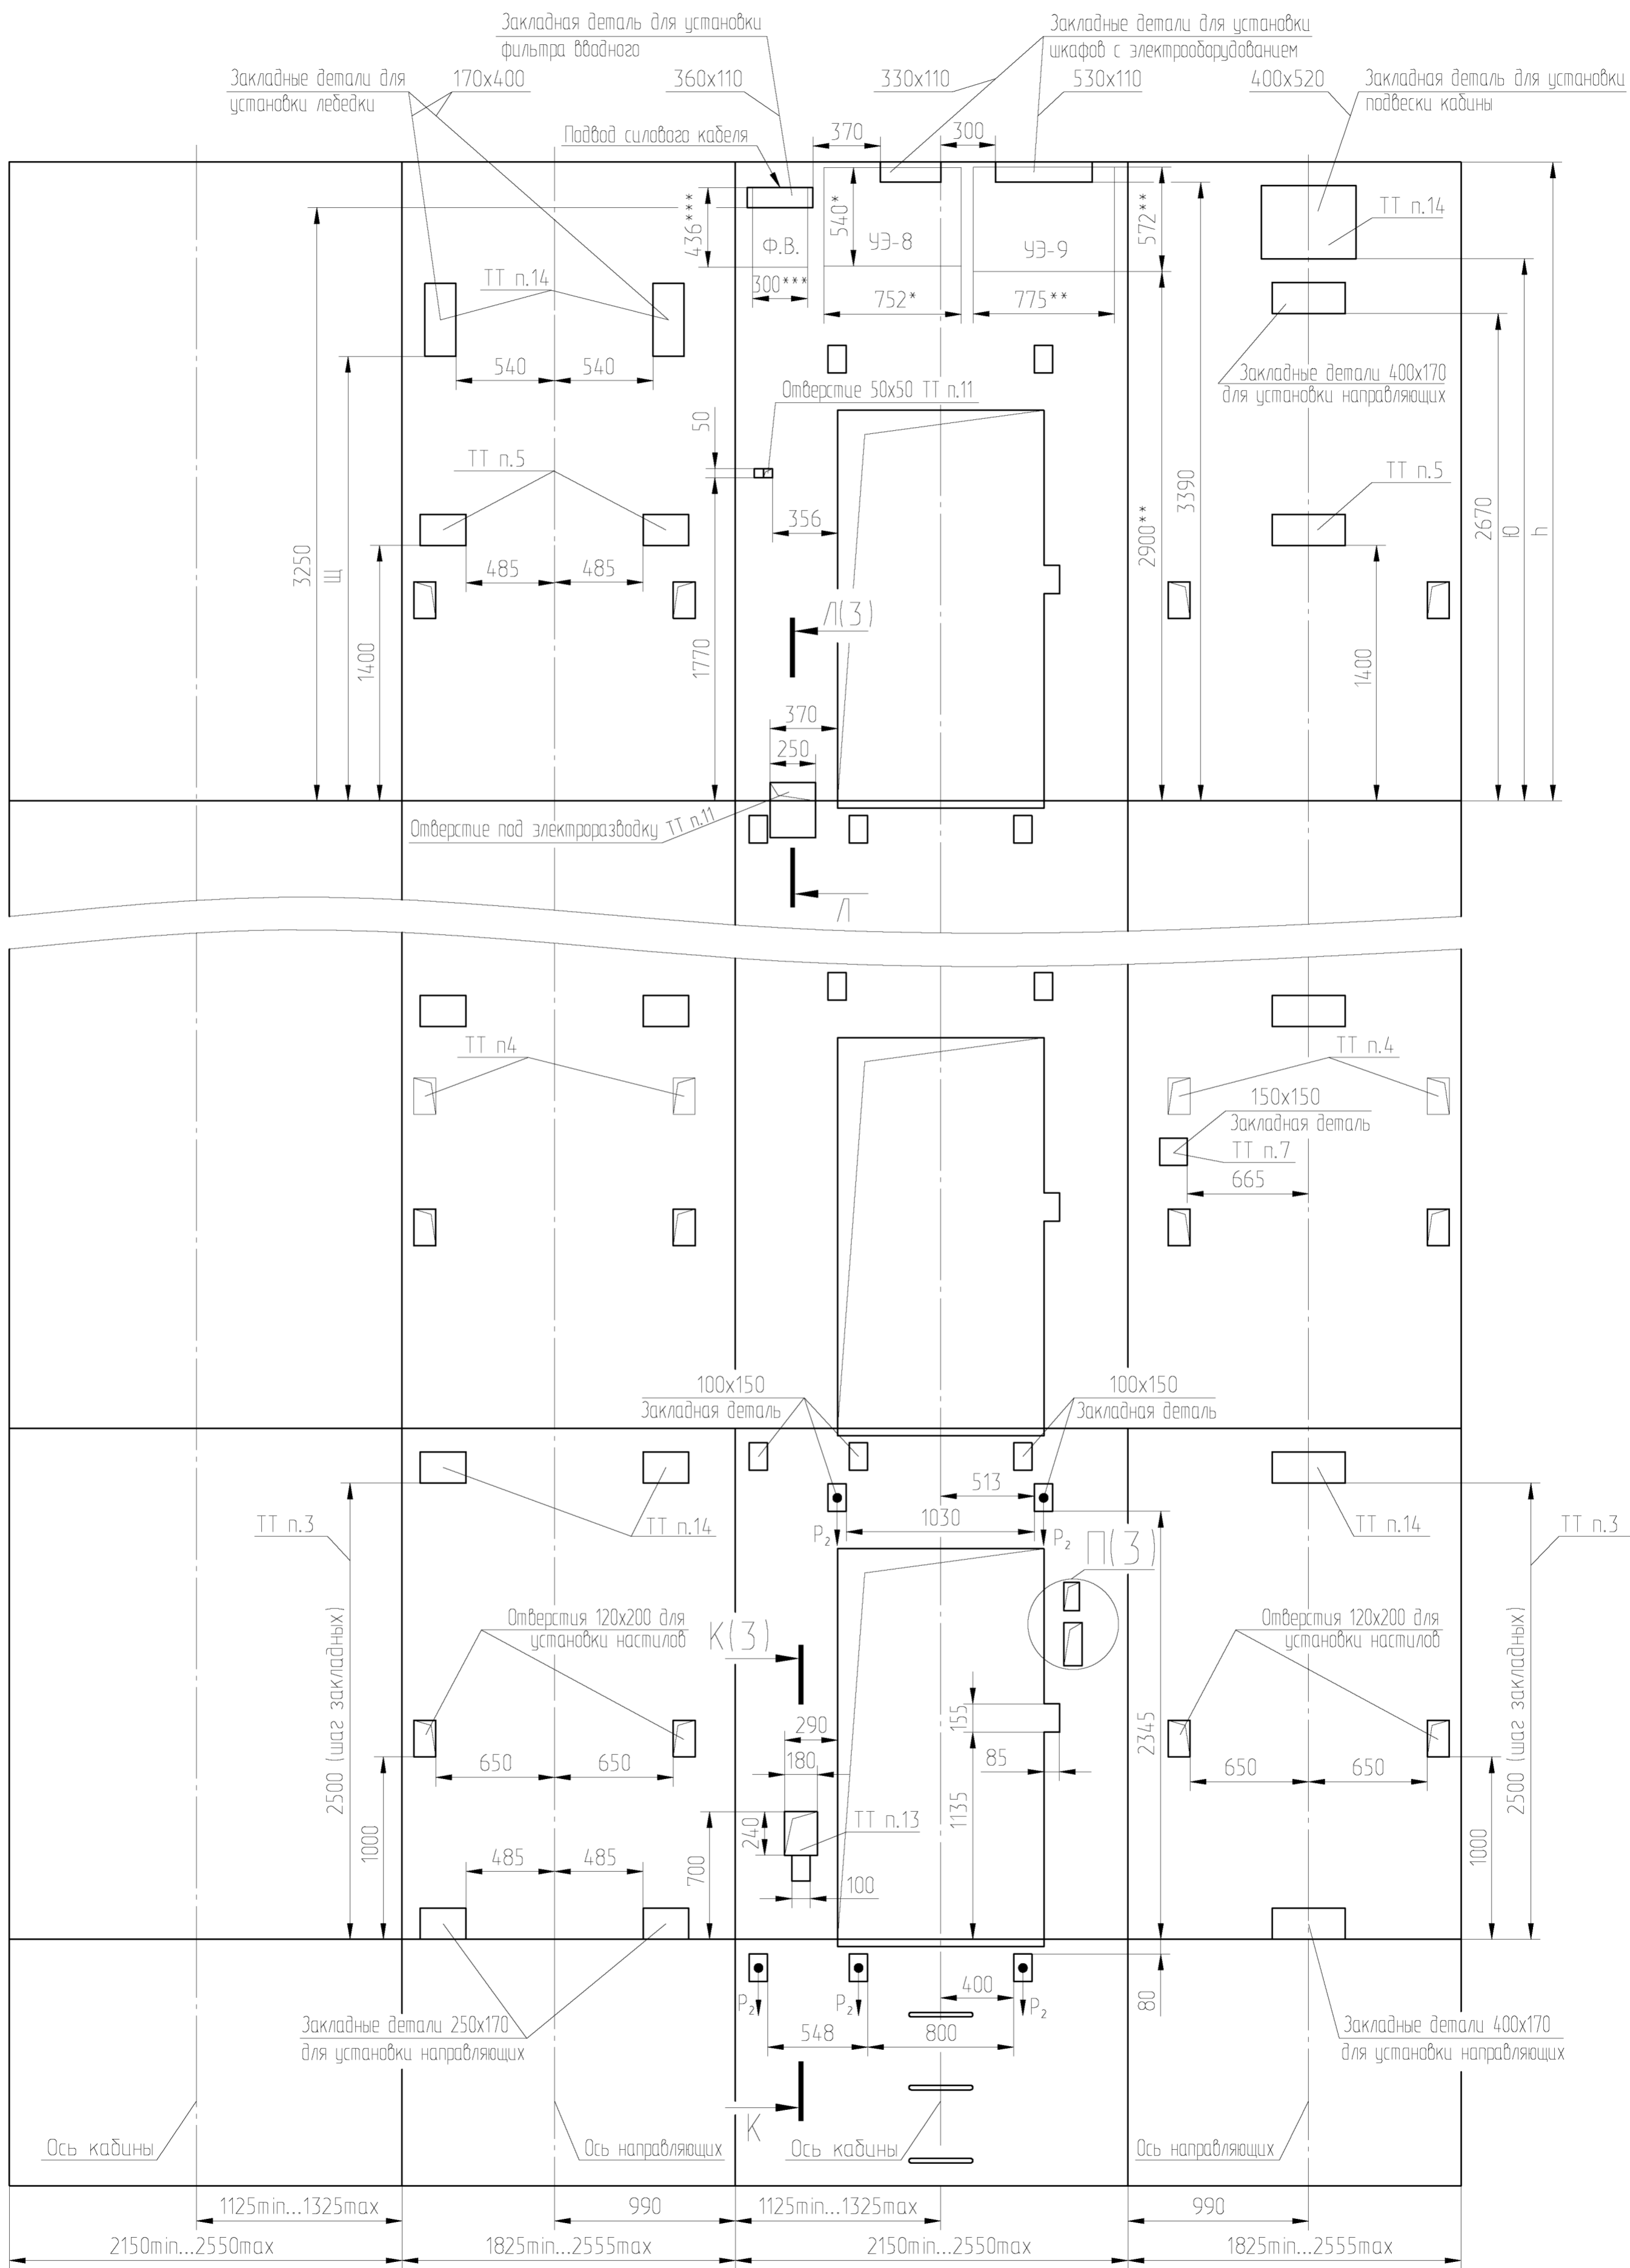 Закладная деталь для установки
фильтра вводного
Закладные детали для установки
шкафов с электрооборудованием
Закладные детали для
установки лебедки
170х400
360х110
330х110
530х110
400х520
Закладная деталь для установки
подвески кабины
Подвод силового кабеля
370
300
436***
540*
572**
ТТ п.14
Ф.В.
УЭ-8
УЭ-9
ТТ п.14
300***
752*
775**
540
540
Закладные детали 400х170
для установки направляющих
Отверстие 50х50 ТТ п.11
50
ТТ п.5
ТТ п.5
3250
Щ
356
2900**
3390
2670
Ю
h
485
485
Л(3)
1400
1770
1400
370
250
Отверстие под электроразводку ТТ п.11
Л
ТТ п4
ТТ п.4
150х150
Закладная деталь
ТТ п.7
665
100х150
Закладная деталь
100х150
Закладная деталь
513
1030
ТТ п.3
ТТ п.14
P₂
P₂
П(3)
ТТ п.14
ТТ п.3
Отверстия 120х200 для
установки настилов
К(3)
Отверстия 120х200 для
установки настилов
2500 (шаг закладных)
290
155
2345
2500 (шаг закладных)
650
650
180
85
650
650
1000
700
240
ТТ п.13
1135
1000
485
485
100
400
80
P₂
P₂
P₂
Закладные детали 250х170
для установки направляющих
548
800
Закладные детали 400х170
для установки направляющих
К
Ось кабины
Ось направляющих
Ось кабины
Ось направляющих
1125min...1325max
990
1125min...1325max
990
2150min...2550max
1825min...2555max
2150min...2550max
1825min...2555max